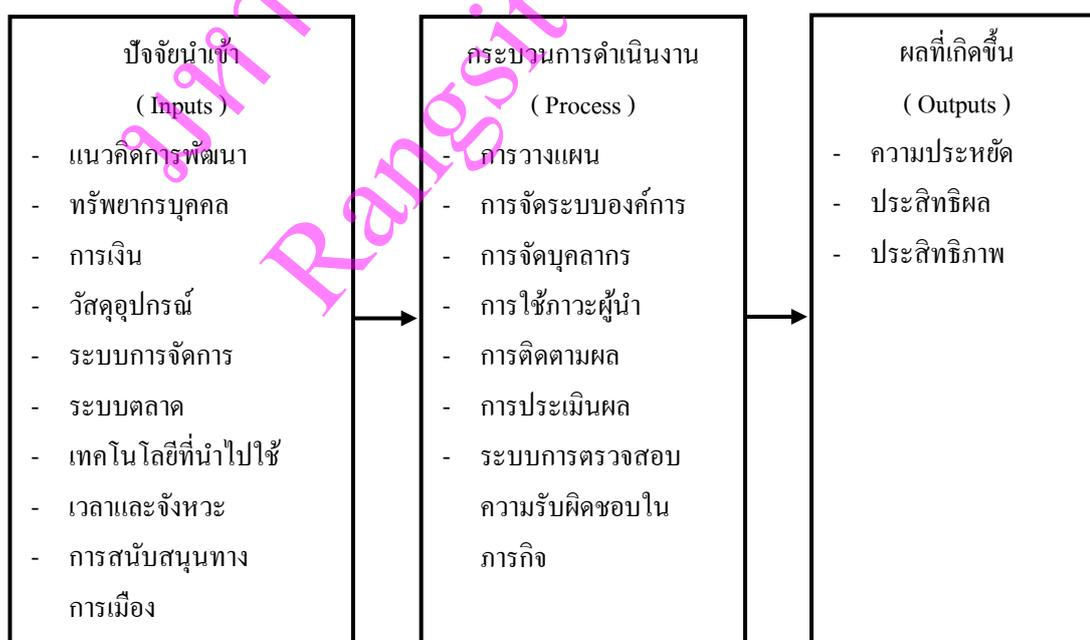 ปัจจัยนำเข้า
( Inputs )
- แนวคิดการพัฒนา
- ทรัพยากรบุคคล
- การเงิน
- วัสดุอุปกรณ์
- ระบบการจัดการ
- ระบบตลาด
- เทคโนโลยีที่นำไปใช้
- เวลาและจังหวะ
- การสนับสนุนทาง
การเมือง
กระบวนการดำเนินงาน
( Process )
- การวางแผน
- การจัดระบบองค์การ
- การจัดบุคลากร
- การใช้ภาวะผู้นำ
- การติดตามผล
- การประเมินผล
- ระบบการตรวจสอบ
ความรับผิดชอบใน
ภารกิจ
ผลที่เกิดขึ้น
( Outputs )
- ความประหยัด
- ประสิทธิผล
- ประสิทธิภาพ
Rangsit